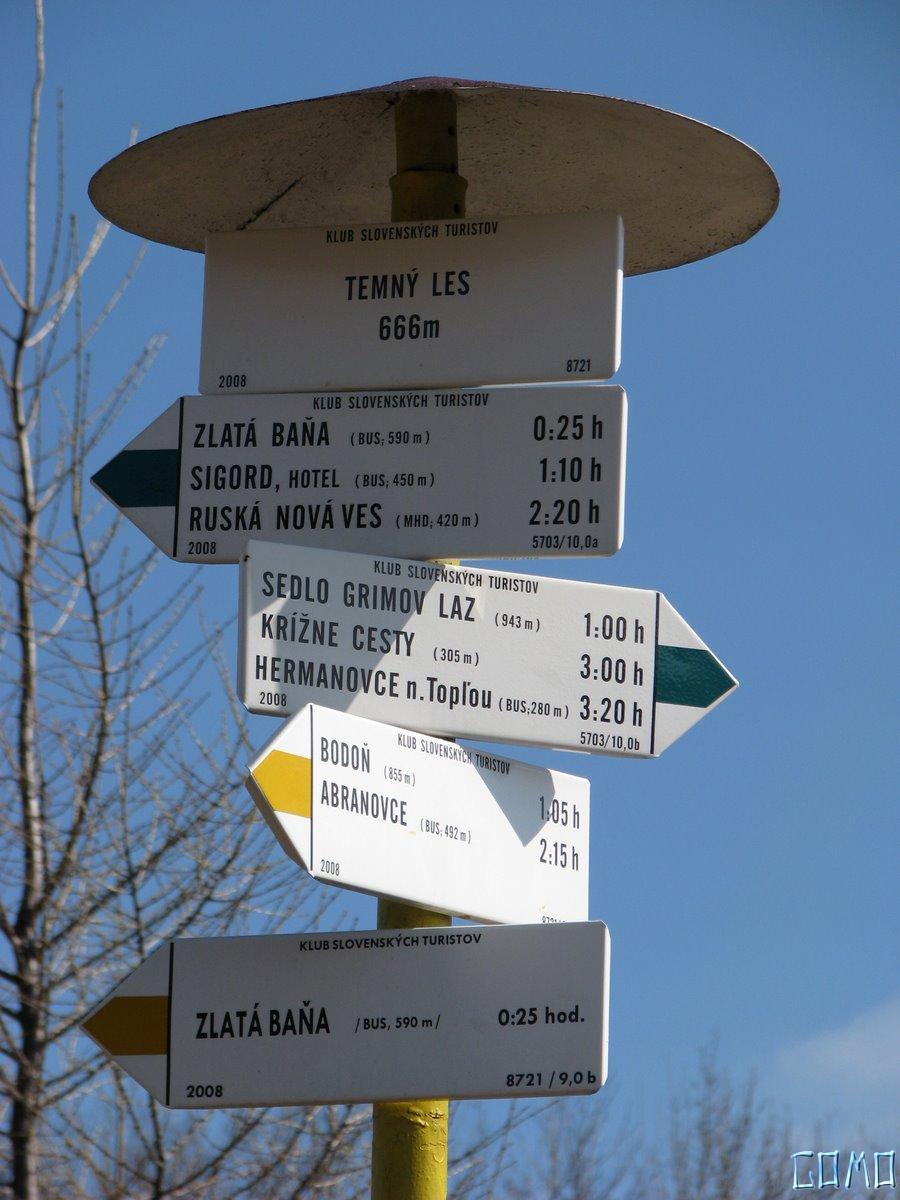 KLUB SLOVENSKÝCH TURISTOV
TEMNÝ LES
666m
2008 8721
KLUB SLOVENSKÝCH TURISTOV
ZLATÁ BAŇA (BUS; 590 m) 0:25 h
SIGORD, HOTEL (BUS; 450 m) 1:10 h
RUSKÁ NOVÁ VES (MHD; 420 m) 2:20 h
2008 5703/10,0a
KLUB SLOVENSKÝCH TURISTOV
SEDLO GRIMOV LAZ (943 m) 1:00 h
KRÍŽNE CESTY (305 m) 3:00 h
HERMANOVCE n.Topľou (BUS;280 m) 3:20 h
2008 5703/10,0b
KLUB SLOVENSKÝCH TURISTOV
BODOŇ (855 m) 1:05 h
ABRANOVCE (BUS; 492 m) 2:15 h
2008
KLUB SLOVENSKÝCH TURISTOV
ZLATÁ BAŇA /BUS, 590 m/ 0:25 hod.
2008 8721 / 9,0 b
GOMO